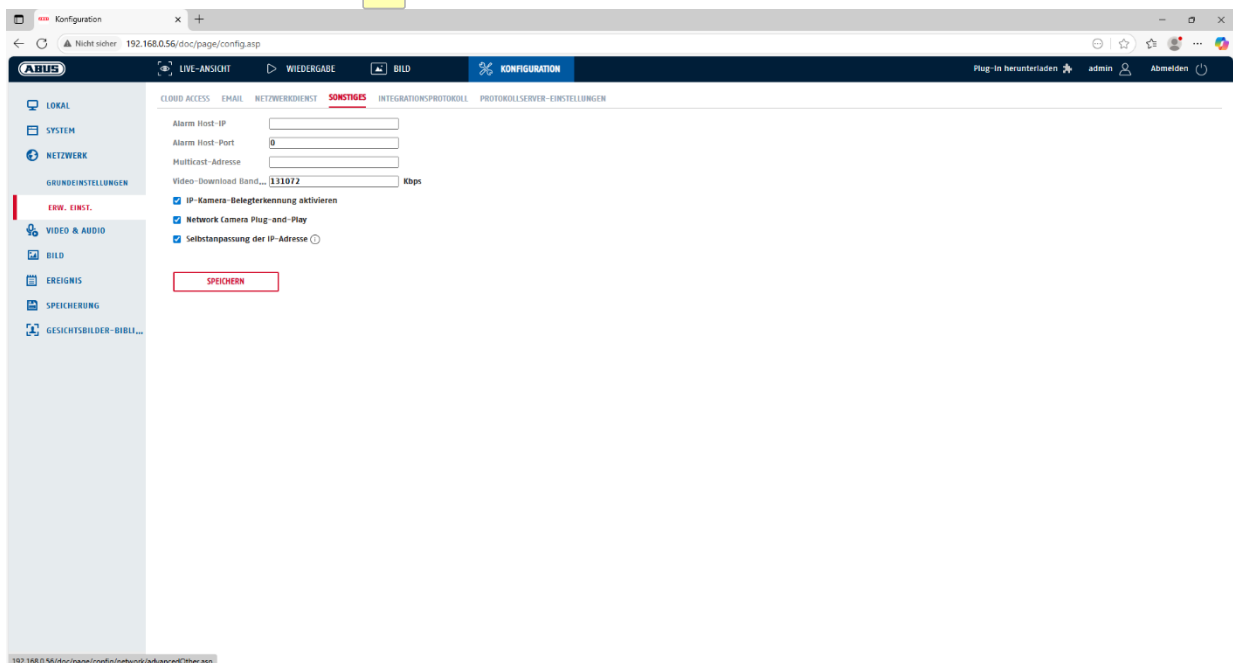 Konfiguration
Nicht sicher 192.168.0.56/doc/page/config.asp
ABUS LIVE-ANSICHT WIEDERGABE BILD KONFIGURATION Plug-In herunterladen admin Abmelden
CLOUD ACCESS EMAIL NETZWERKDIENST SONSTIGES INTEGRATIONSPROTOKOLL PROTOKOLLSERVER-EINSTELLUNGEN
LOKAL
SYSTEM
NETZWERK
GRUNDEINSTELLUNGEN
ERW. EINST.
VIDEO & AUDIO
BILD
EREIGNIS
SPEICHERUNG
GESICHTSBILDER-BIBLI...
Alarm Host-IP
Alarm Host-Port 0
Multicast-Adresse
Video-Download Band... 131072 Kbps
IP-Kamera-Belegterkennung aktivieren
Network Camera Plug-and-Play
Selbstanpassung der IP-Adresse
SPEICHERN
192.168.0.56/doc/page/config/network/advancedOther.asp